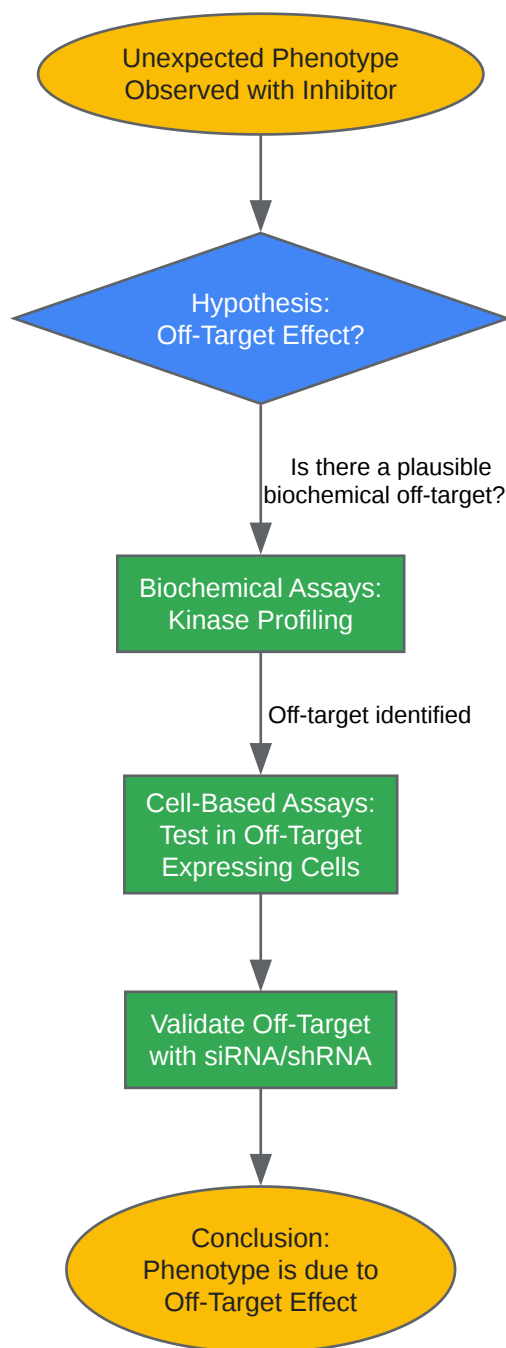 Unexpected Phenotype
Observed with Inhibitor
Hypothesis:
Off-Target Effect?
Is there a plausible
biochemical off-target?
Biochemical Assays:
Kinase Profiling
Off-target identified
Cell-Based Assays:
Test in Off-Target
Expressing Cells
Validate Off-Target
with siRNA/shRNA
Conclusion:
Phenotype is due to
Off-Target Effect